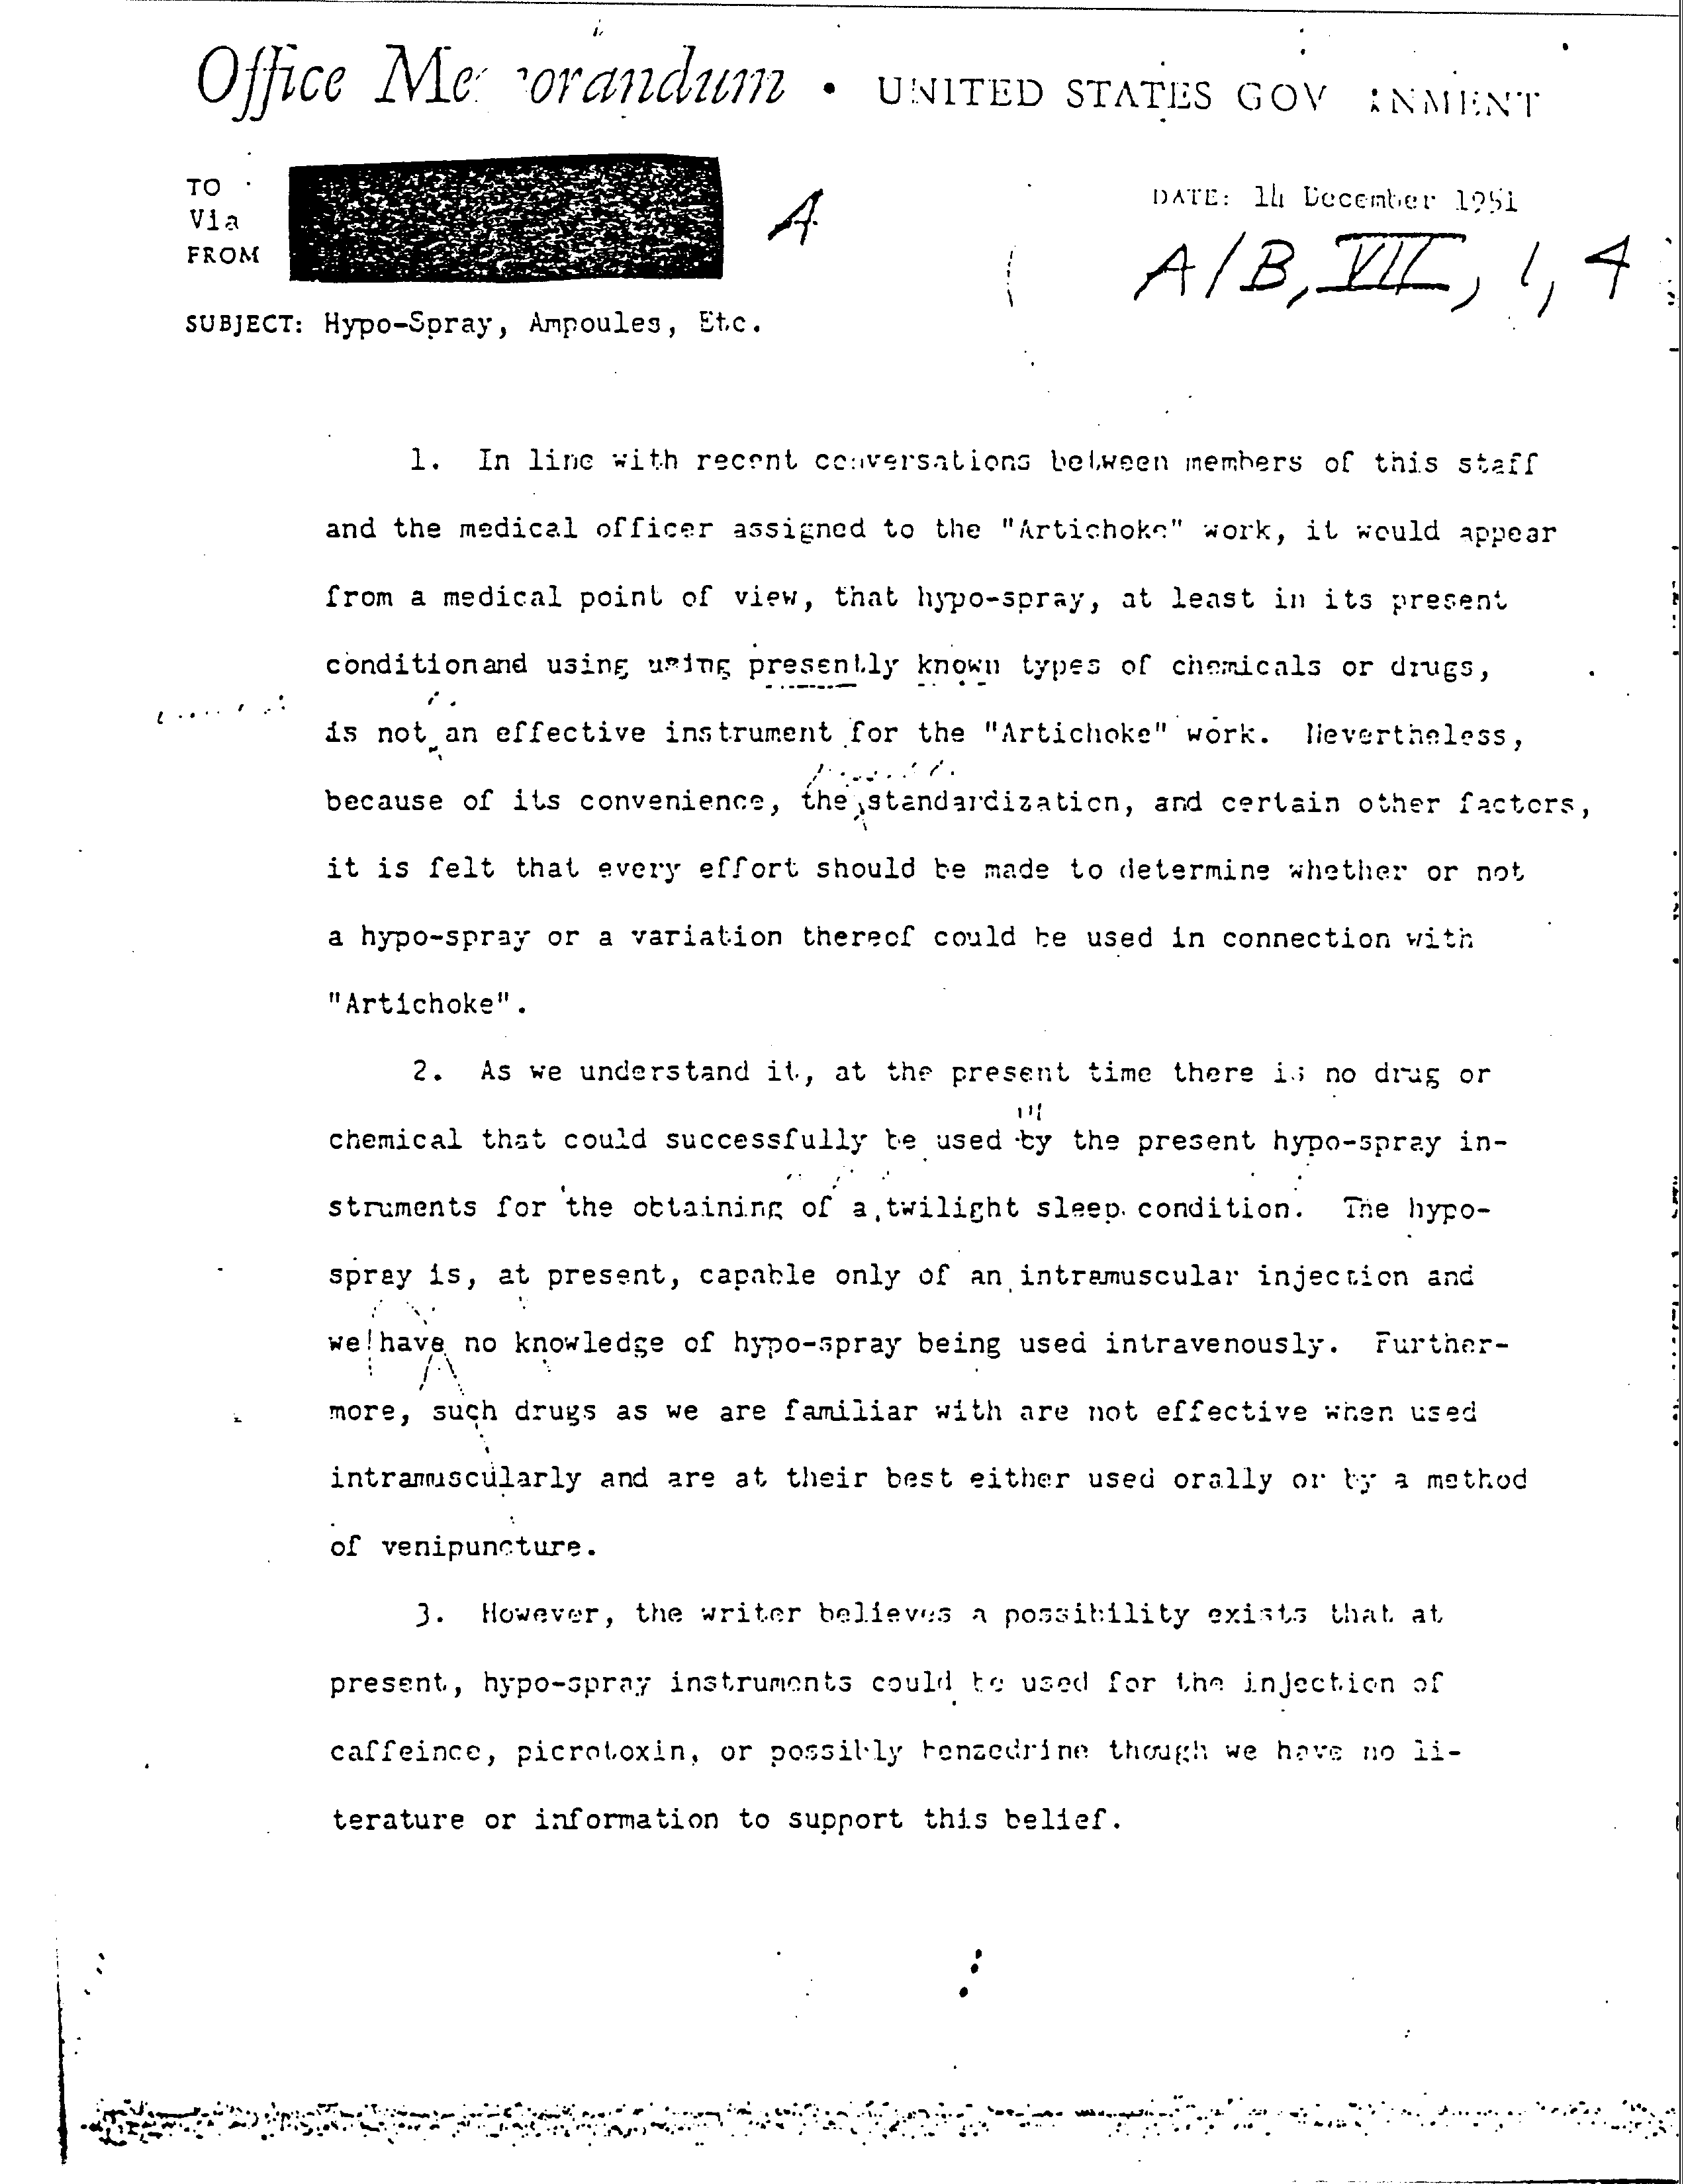 Office Me orandum • UNITED STATES GOV NMENT
TO
Via
FROM
A
DATE: 14 December 1951
A/B, VII, 1, 4
SUBJECT: Hypo-Spray, Ampoules, Etc.
1. In line with recent conversations between members of this staff
and the medical officer assigned to the "Artichoke" work, it would appear
from a medical point of view, that hypo-spray, at least in its present
conditionand using using presently known types of chemicals or drugs,
is not an effective instrument for the "Artichoke" work. Nevertheless,
because of its convenience, the standardization, and certain other factors,
it is felt that every effort should be made to determine whether or not
a hypo-spray or a variation thereof could be used in connection with
"Artichoke".
2. As we understand it, at the present time there is no drug or
chemical that could successfully be used by the present hypo-spray in-
struments for the obtaining of a twilight sleep condition. The hypo-
spray is, at present, capable only of an intramuscular injection and
we have no knowledge of hypo-spray being used intravenously. Further-
more, such drugs as we are familiar with are not effective when used
intramuscularly and are at their best either used orally or by a method
of venipuncture.
3. However, the writer believes a possibility exists that at
present, hypo-spray instruments could be used for the injection of
caffeince, picrotoxin, or possibly benzedrine though we have no li-
terature or information to support this belief.